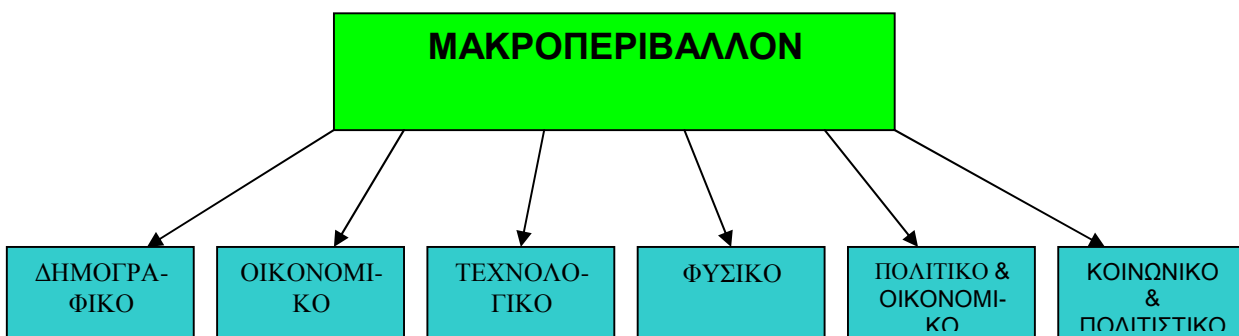 ΜΑΚΡΟΠΕΡΙΒΑΛΛΟΝ
ΔΗΜΟΓΡΑ-
ΦΙΚΟ
ΟΙΚΟΝΟΜΙ-
ΚΟ
ΤΕΧΝΟΛΟ-
ΓΙΚΟ
ΦΥΣΙΚΟ
ΠΟΛΙΤΙΚΟ &
ΟΙΚΟΝΟΜΙ-
ΚΟ
ΚΟΙΝΩΝΙΚΟ
&
ΠΟΛΙΤΙΣΤΙΚΟ